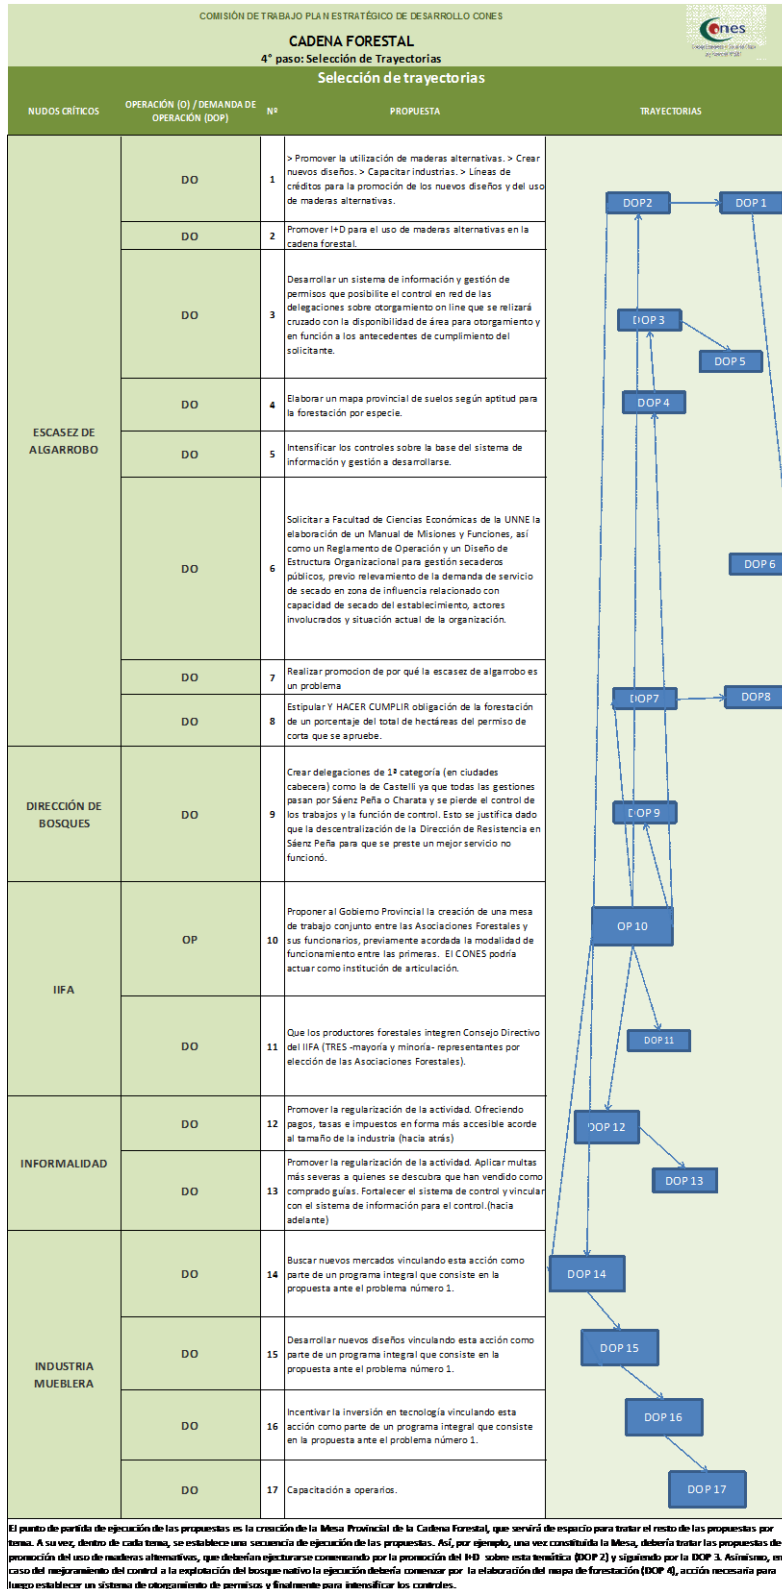 COMISIÓN DE TRABAJO PLAN ESTRATÉGICO DE DESARROLLO CONES
CADENA FORESTAL
4° paso: Selección de Trayectorias
Cones
Selección de trayectorias
NUDOS CRÍTICOS
OPERACIÓN (O) / DEMANDA DE
OPERACIÓN (DOP)
Nº
PROPUESTA
TRAYECTORIAS
ESCASEZ DE
ALGARROBO
DO
1
> Promover la utilización de maderas alternativas. > Crear
nuevos diseños. > Capacitar industrias. > Líneas de
créditos para la promoción de los nuevos diseños y del uso
de maderas alternativas.
DO
2
Promover I+D para el uso de maderas alternativas en la
cadena forestal.
DO
3
Desarrollar un sistema de información y gestión de
permisos que posibilite el control en red de las
delegaciones sobre otorgamiento on line que se relizará
cruzado con la disponibilidad de área para otorgamiento y
en función a los antecedentes de cumplimiento del
solicitante.
DO
4
Elaborar un mapa provincial de suelos según aptitud para
la forestación por especie.
DO
5
Intensificar los controles sobre la base del sistema de
información y gestión a desarrollarse.
DO
6
Solicitar a Facultad de Ciencias Económicas de la UNNE la
elaboración de un Manual de Misiones y Funciones, así
como un Reglamento de Operación y un Diseño de
Estructura Organizacional para gestión secaderos
públicos, previo relevamiento de la demanda de servicio
de secado en zona de influencia relacionado con
capacidad de secado del establecimiento, actores
involucrados y situación actual de la organización.
DO
7
Realizar promocion de por qué la escasez de algarrobo es
un problema
DO
8
Estipular Y HACER CUMPLIR obligación de la forestación
de un porcentaje del total de hectáreas del permiso de
corta que se apruebe.
DIRECCIÓN DE
BOSQUES
DO
9
Crear delegaciones de 1ª categoría (en ciudades
cabecera) como la de Castelli ya que todas las gestiones
pasan por Sáenz Peña o Charata y se pierde el control de
los trabajos y la función de control. Esto se justifica dado
que la descentralización de la Dirección de Resistencia en
Sáenz Peña para que se preste un mejor servicio no
funcionó.
IIFA
OP
10
Proponer al Gobierno Provincial la creación de una mesa
de trabajo conjunto entre las Asociaciones Forestales y
sus funcionarios, previamente acordada la modalidad de
funcionamiento entre las primeras. El CONES podría
actuar como institución de articulación.
DO
11
Que los productores forestales integren Consejo Directivo
del IIFA (TRES -mayoría y minoría- representantes por
elección de las Asociaciones Forestales).
INFORMALIDAD
DO
12
Promover la regularización de la actividad. Ofreciendo
pagos, tasas e impuestos en forma más accesible acorde
al tamaño de la industria (hacia atrás)
DO
13
Promover la regularización de la actividad. Aplicar multas
más severas a quienes se descubra que han vendido como
comprado guías. Fortalecer el sistema de control y vincular
con el sistema de información para el control.(hacia
adelante)
INDUSTRIA
MUEBLERA
DO
14
Buscar nuevos mercados vinculando esta acción como
parte de un programa integral que consiste en la
propuesta ante el problema número 1.
DO
15
Desarrollar nuevos diseños vinculando esta acción como
parte de un programa integral que consiste en la
propuesta ante el problema número 1.
DO
16
Incentivar la inversión en tecnología vinculando esta
acción como parte de un programa integral que consiste
en la propuesta ante el problema número 1.
DO
17
Capacitación a operarios.
DOP2
DOP 1
DOP 3
DOP 5
DOP 4
DOP 6
DOP7
DOP8
DOP 9
OP 10
DOP11
DOP 12
DOP 13
DOP 14
DOP 15
DOP 16
DOP 17
El punto de partida de ejecución de las propuestas es la creación de la Mesa Provincial de la Cadena Forestal, que servirá de espacio para tratar el resto de las propuestas por
tema. A su vez, dentro de cada tema, se establece una secuencia de ejecución de las propuestas. Así, por ejemplo, una vez constituída la Mesa, debería tratar las propuestas de
promoción del uso de maderas alternativas, que deberían ejecturarse comenzando por la promoción del I+D sobre esta temática (DOP 2) y siguiendo por la DOP 3. Asimismo, en
caso del mejoramiento del control a la explotación del bosque nativo la ejecución debería comenzar por la elaboración del mapa de forestación (DOP 4), acción necesaria para
luego establecer un sistema de otorgamiento de permisos y finalmente para intensificar los controles.